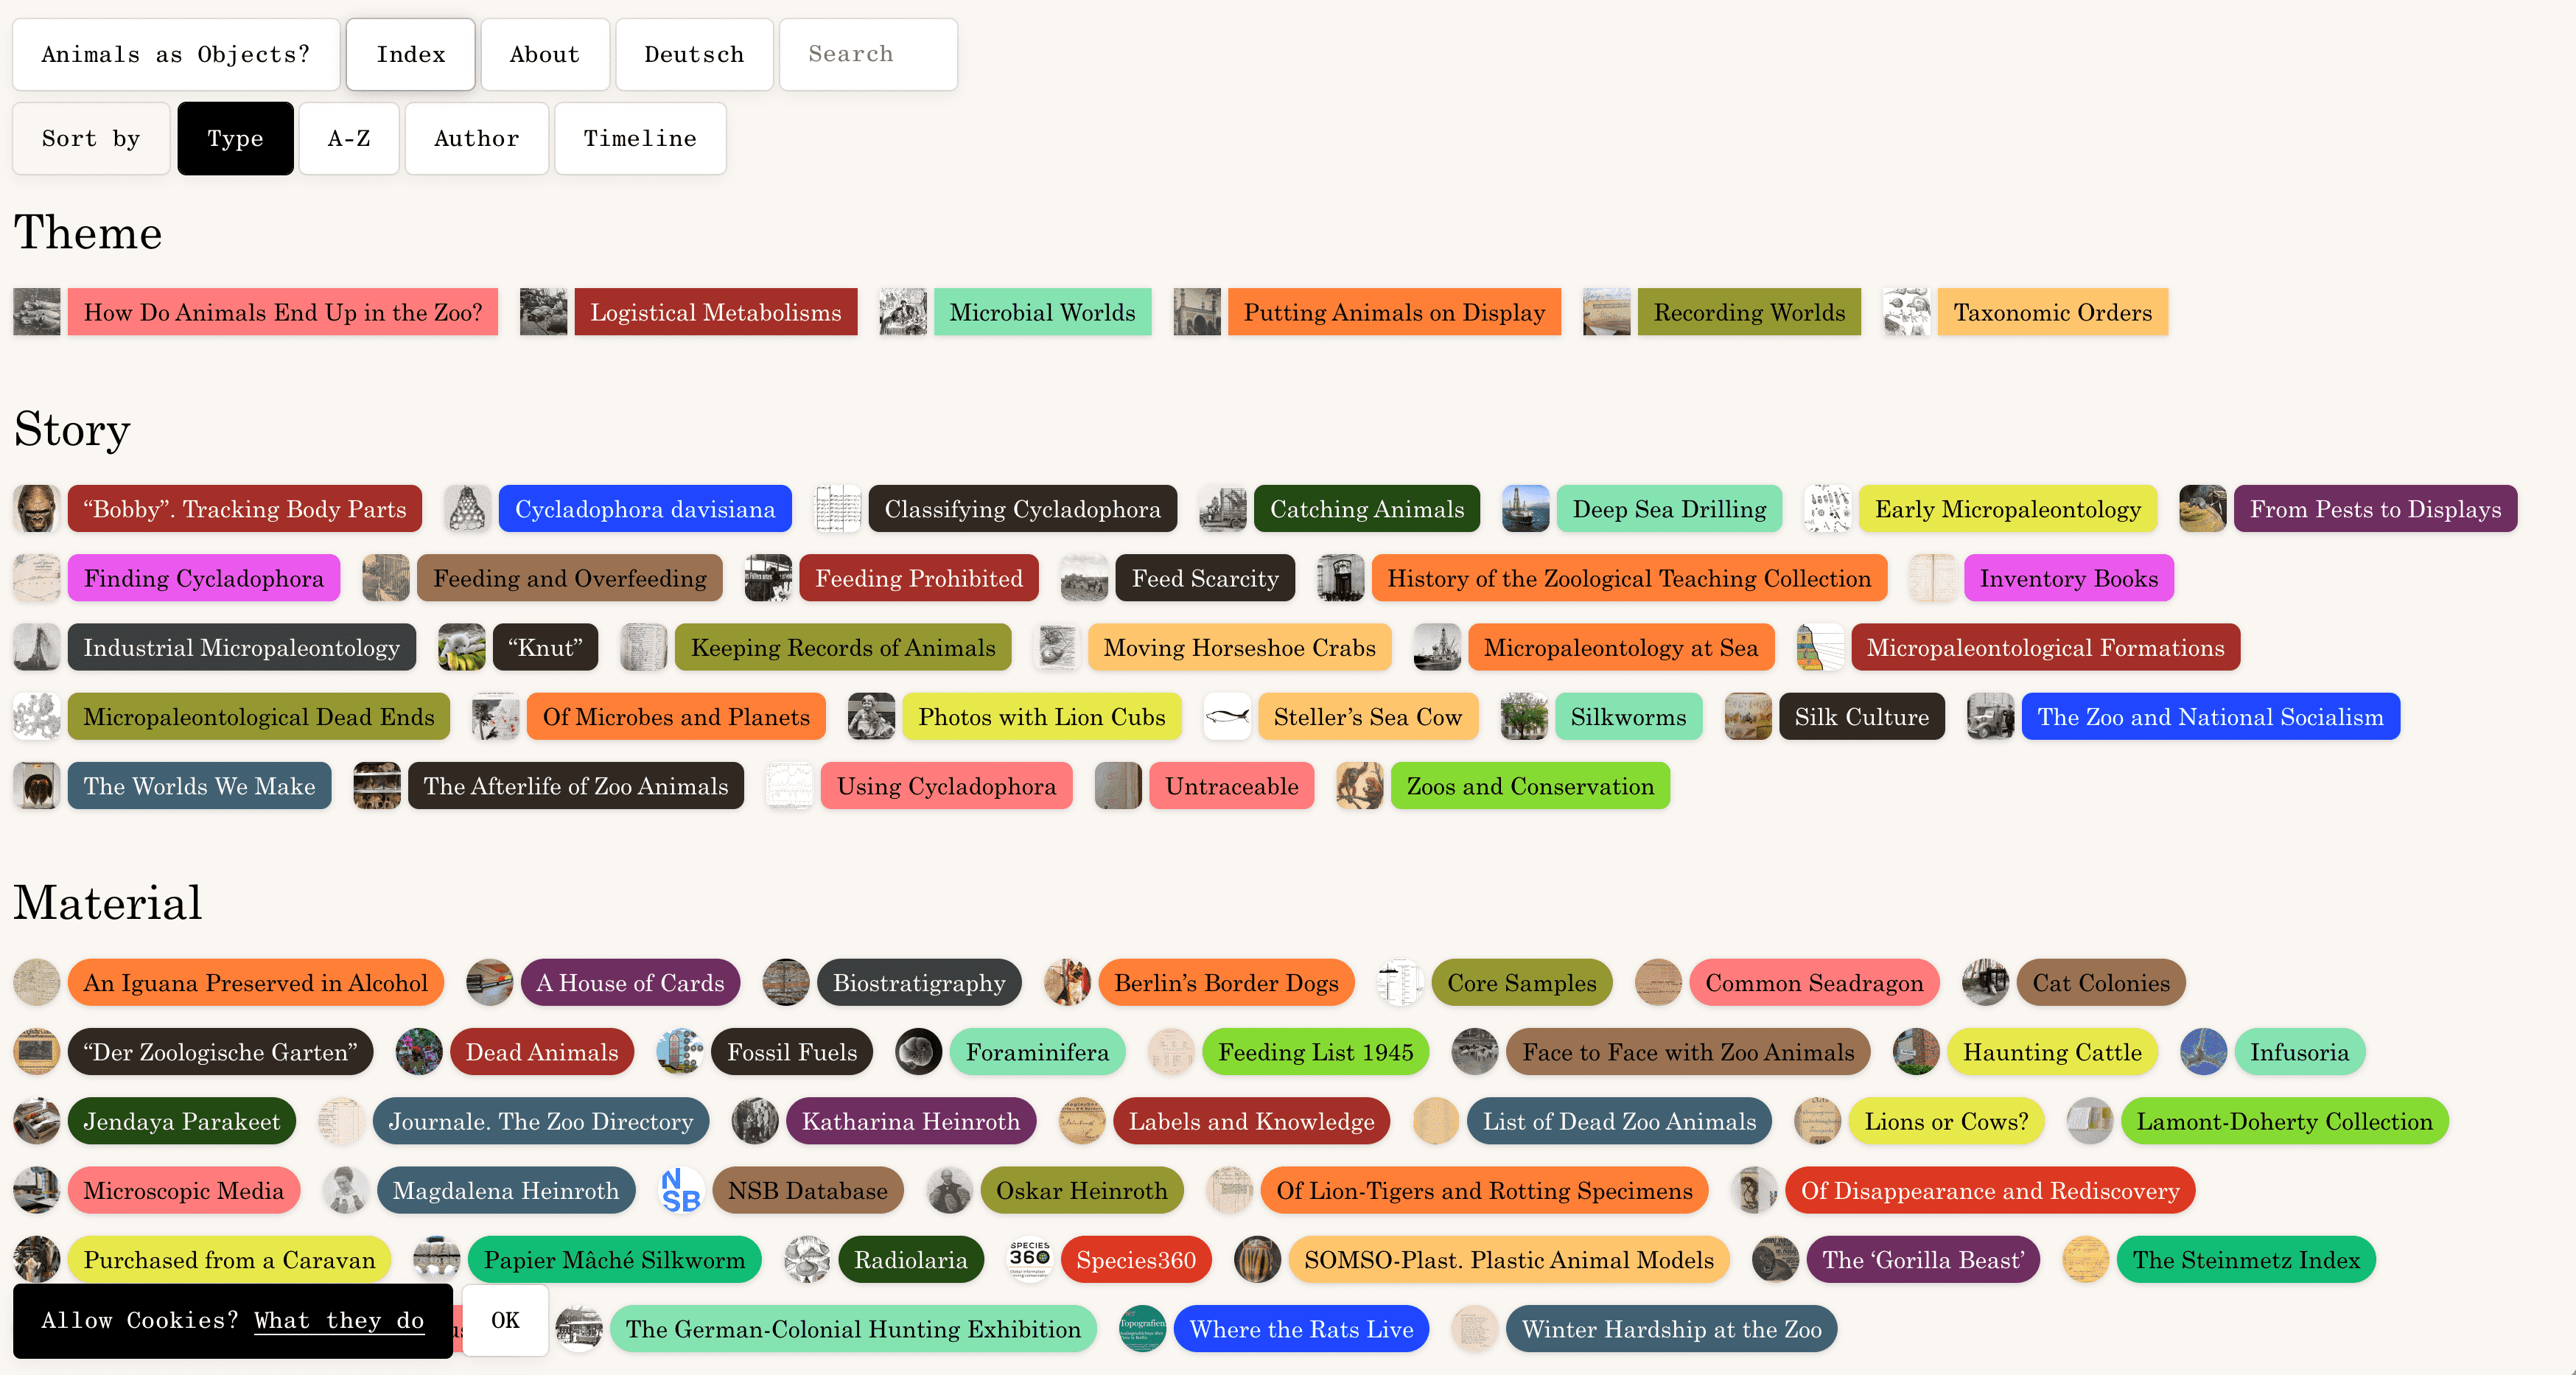 Animals as Objects? Index About Deutsch Search
Sort by Type A-Z Author Timeline
Theme
How Do Animals End Up in the Zoo? Logistical Metabolisms Microbial Worlds Putting Animals on Display Recording Worlds Taxonomic Orders
Story
“Bobby”. Tracking Body Parts Cycladophora davisiana Classifying Cycladophora Catching Animals Deep Sea Drilling Early Micropaleontology From Pests to Displays
Finding Cycladophora Feeding and Overfeeding Feeding Prohibited Feed Scarcity History of the Zoological Teaching Collection Inventory Books
Industrial Micropaleontology “Knut” Keeping Records of Animals Moving Horseshoe Crabs Micropaleontology at Sea Micropaleontological Formations
Micropaleontological Dead Ends Of Microbes and Planets Photos with Lion Cubs Steller’s Sea Cow Silkworms Silk Culture The Zoo and National Socialism
The Worlds We Make The Afterlife of Zoo Animals Using Cycladophora Untraceable Zoos and Conservation
Material
An Iguana Preserved in Alcohol A House of Cards Biostratigraphy Berlin’s Border Dogs Core Samples Common Seadragon Cat Colonies
“Der Zoologische Garten” Dead Animals Fossil Fuels Foraminifera Feeding List 1945 Face to Face with Zoo Animals Haunting Cattle Infusoria
Jendaya Parakeet Journale. The Zoo Directory Katharina Heinroth Labels and Knowledge List of Dead Zoo Animals Lions or Cows? Lamont-Doherty Collection
Microscopic Media Magdalena Heinroth NSB NSB Database Oskar Heinroth Of Lion-Tigers and Rotting Specimens Of Disappearance and Rediscovery
Purchased from a Caravan Papier Mâché Silkworm Radiolaria SPECIES 360 Species360 SOMSO-Plast. Plastic Animal Models The ‘Gorilla Beast’ The Steinmetz Index
Allow Cookies? What they do OK The German-Colonial Hunting Exhibition Topografien Where the Rats Live Winter Hardship at the Zoo